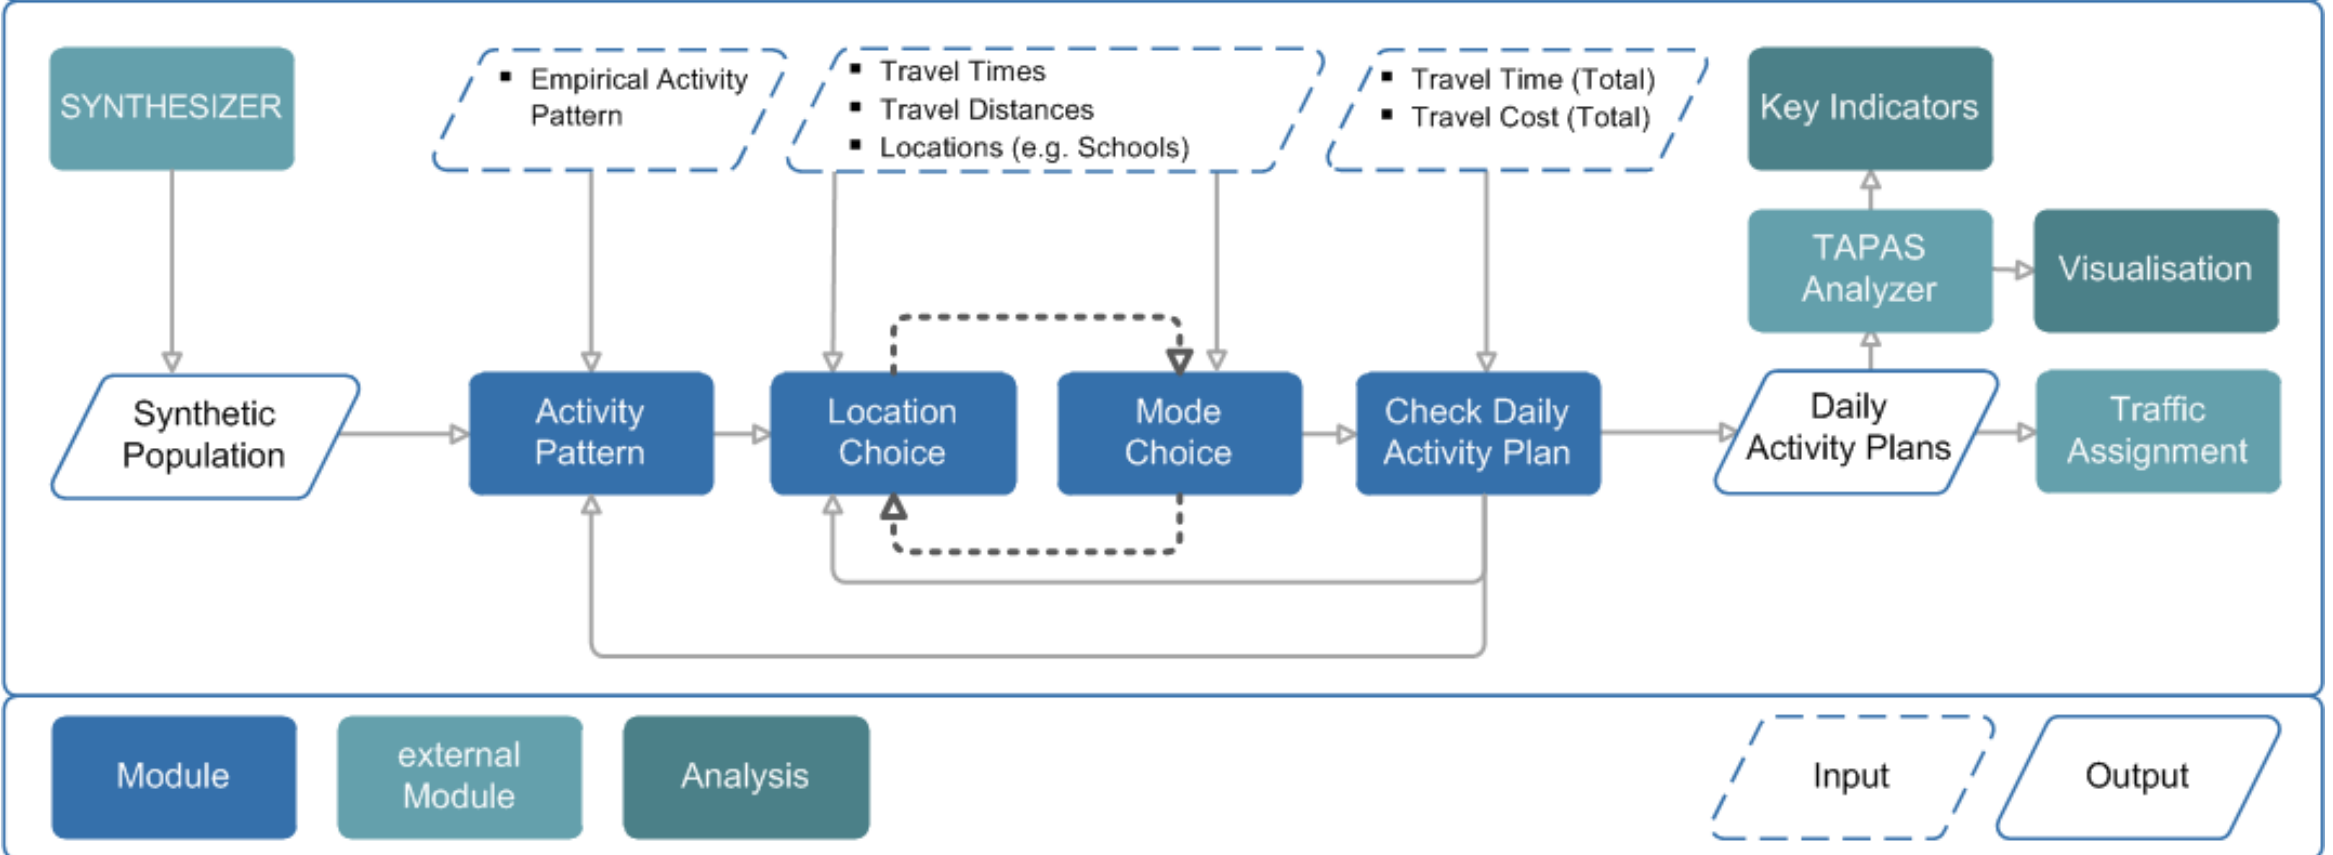 SYNTHESIZER
Empirical Activity
Pattern
Travel Times
Travel Distances
Locations (e.g. Schools)
Travel Time (Total)
Travel Cost (Total)
Key Indicators
TAPAS
Analyzer
Visualisation
Synthetic
Population
Activity
Pattern
Location
Choice
Mode
Choice
Check Daily
Activity Plan
Daily
Activity Plans
Traffic
Assignment
Module
external
Module
Analysis
Input
Output